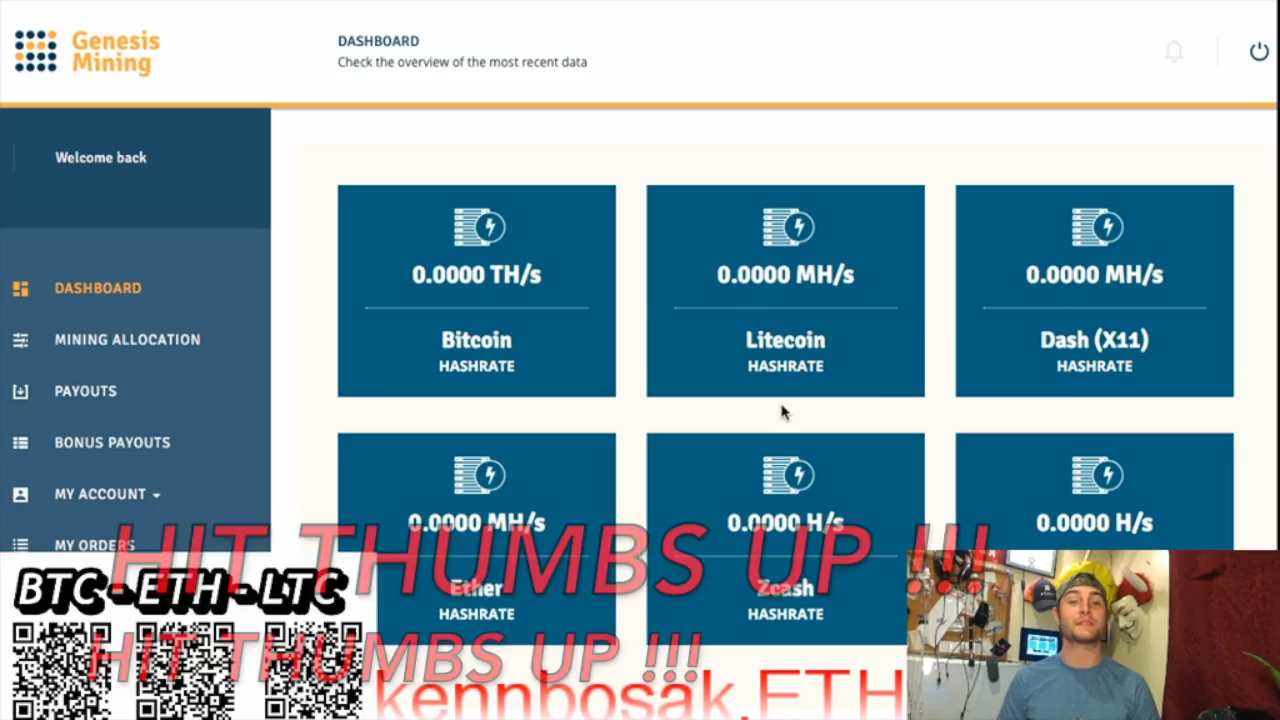 Genesis
Mining
DASHBOARD
Check the overview of the most recent data
Welcome back
DASHBOARD
MINING ALLOCATION
PAYOUTS
BONUS PAYOUTS
MY ACCOUNT
MY ORDERS
0.0000 TH/s
Bitcoin
HASHRATE
0.0000 MH/s
Litecoin
HASHRATE
0.0000 MH/s
Dash (X11)
HASHRATE
0.0000 MH/s
Ether
HASHRATE
0.0000 H/s
Zcash
HASHRATE
0.0000 H/s
HIT THUMBS UP !!!
BTC - ETH - LTC
HIT THUMBS UP !!!
kennbosak.ETH